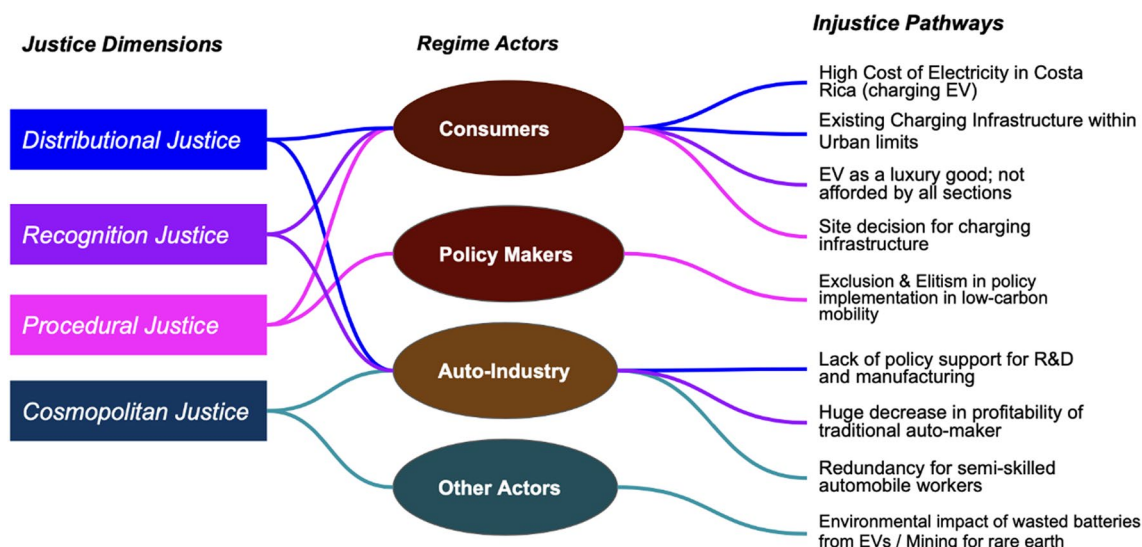 Justice Dimensions
Regime Actors
Injustice Pathways
Distributional Justice
Recognition Justice
Procedural Justice
Cosmopolitan Justice
Consumers
Policy Makers
Auto-Industry
Other Actors
High Cost of Electricity in Costa
Rica (charging EV)
Existing Charging Infrastructure within
Urban limits
EV as a luxury good; not
afforded by all sections
Site decision for charging
infrastructure
Exclusion & Elitism in policy
implementation in low-carbon
mobility
Lack of policy support for R&D
and manufacturing
Huge decrease in profitability of
traditional auto-maker
Redundancy for semi-skilled
automobile workers
Environmental impact of wasted batteries
from EVs / Mining for rare earth